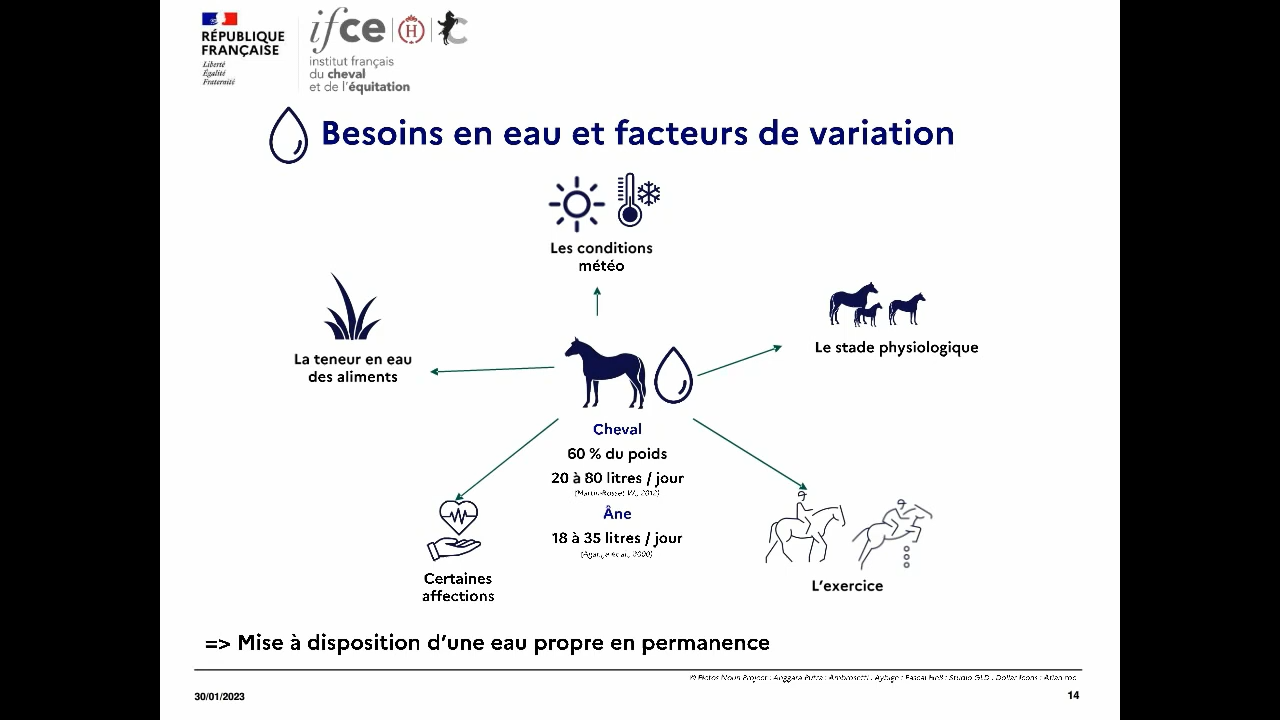 RÉPUBLIQUE
FRANÇAISE
Liberté
Égalité
Fraternité
ifce
institut français
du cheval
et de l'équitation
Besoins en eau et facteurs de variation
Les conditions
météo
La teneur en eau
des aliments
Le stade physiologique
Cheval
60 % du poids
20 à 80 litres / jour
Âne
18 à 35 litres / jour
Certaines
affections
L'exercice
=> Mise à disposition d'une eau propre en permanence
30/01/2023
14